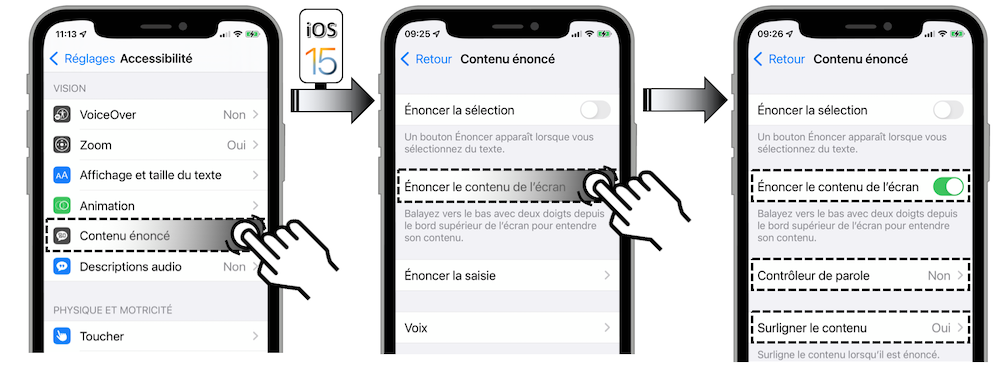 11:13
Réglages Accessibilité
VISION
VoiceOver Non
Zoom Oui
AA Affichage et taille du texte
Animation
Contenu énoncé
Descriptions audio Non
PHYSIQUE ET MOTRICITÉ
Toucher
iOS
15
09:25
Retour Contenu énoncé
Énoncer la sélection
Un bouton Énoncer apparaît lorsque vous
sélectionnez du texte.
Énoncer le contenu de l'écran
Balayez vers le bas avec deux doigts depuis
le bord supérieur de l'écran pour entendre
son contenu.
Énoncer la saisie
Voix
09:26
Retour Contenu énoncé
Énoncer la sélection
Un bouton Énoncer apparaît lorsque vous
sélectionnez du texte.
Énoncer le contenu de l'écran
Balayez vers le bas avec deux doigts depuis
le bord supérieur de l'écran pour entendre
son contenu.
Contrôleur de parole Non
Surligner le contenu Oui
Surligne le contenu lorsqu'il est énoncé.